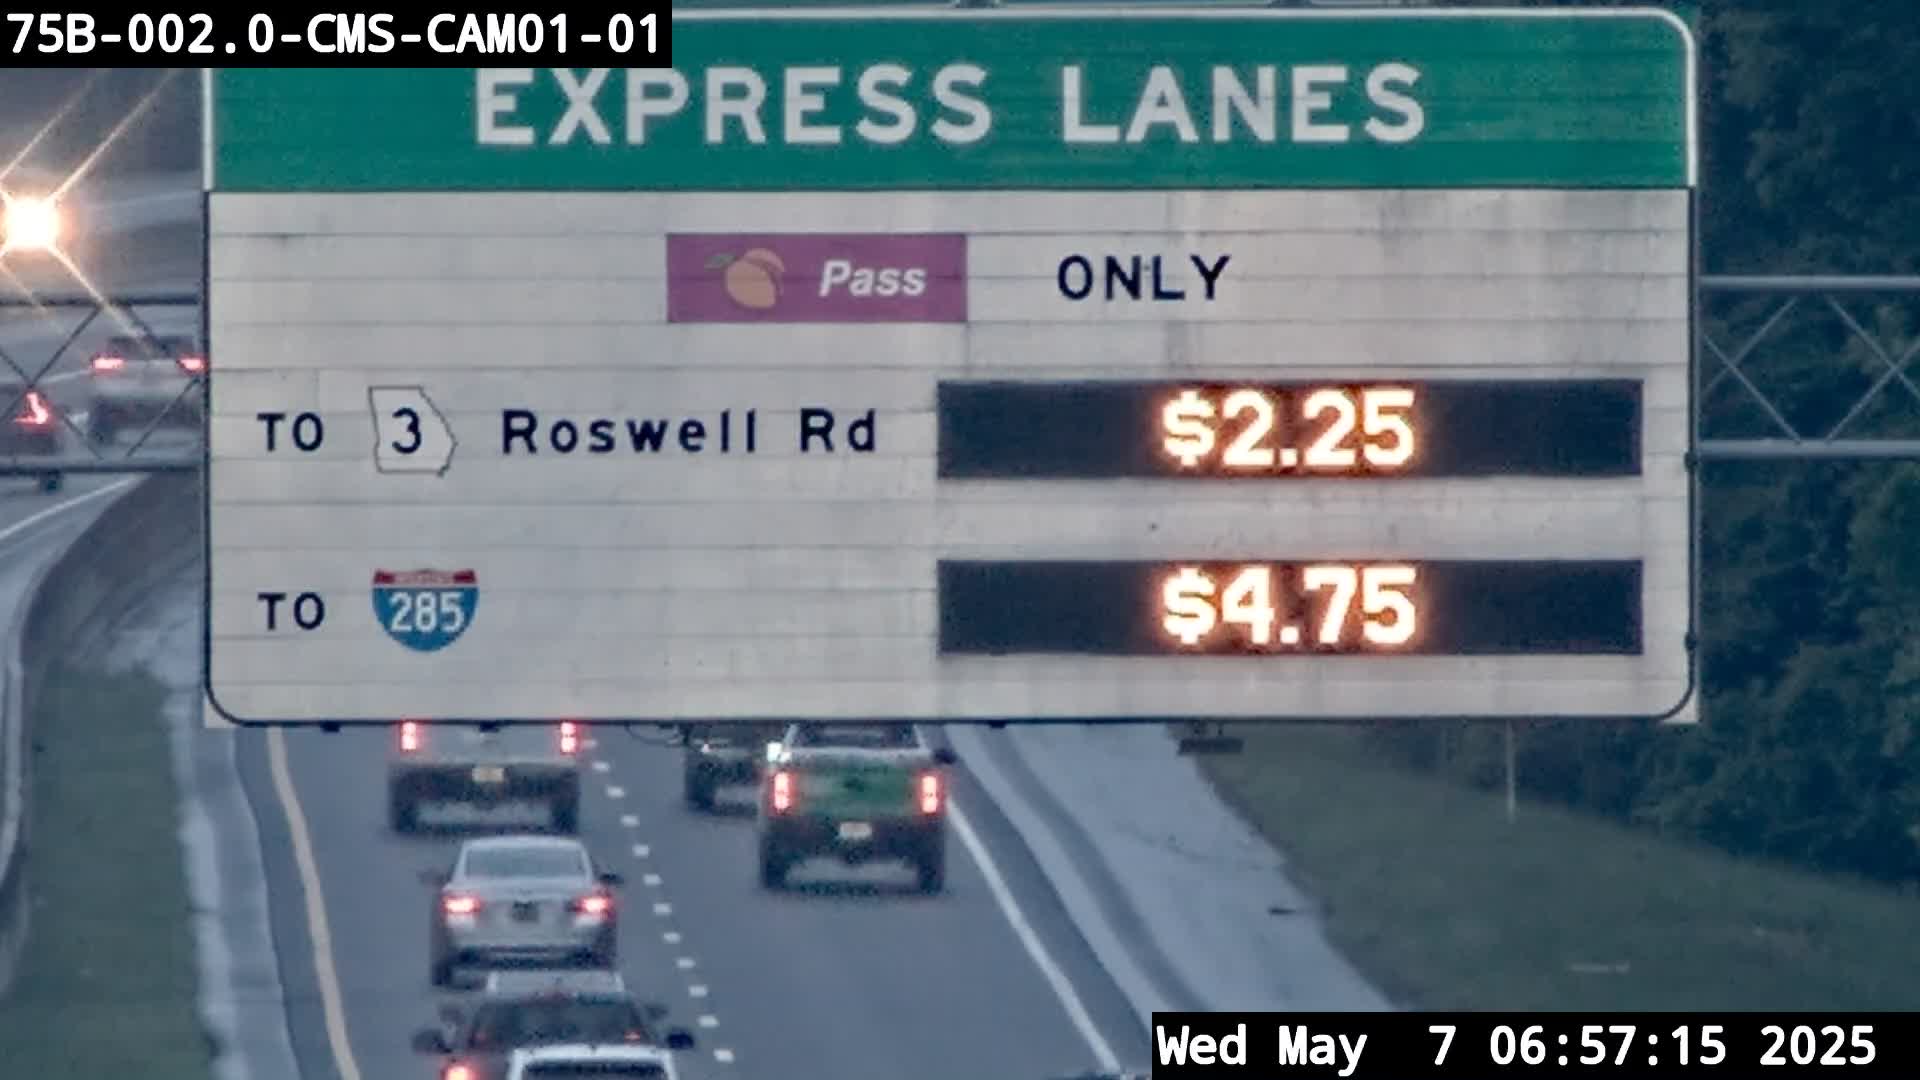 75B-002.0-CMS-CAM01-01
EXPRESS LANES
Pass ONLY
TO 3 Roswell Rd $2.25
TO 285 $4.75
Wed May 7 06:57:15 2025